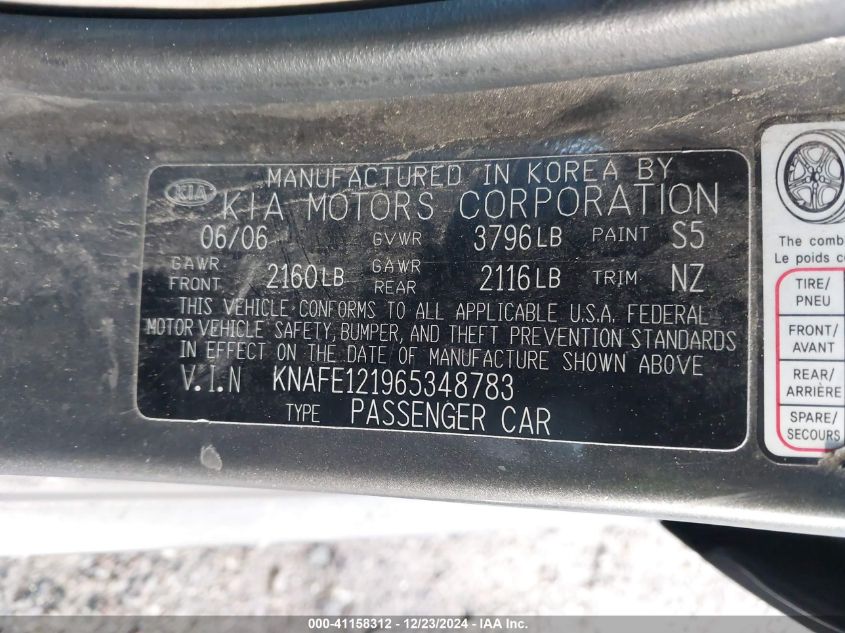 MANUFACTURED IN KOREA BY
KIA KIA MOTORS CORPORATION
06/06 GVWR 3796LB PAINT S5
GAWR FRONT 2160LB GAWR REAR 2116LB TRIM NZ
THIS VEHICLE CONFORMS TO ALL APPLICABLE U.S.A. FEDERAL
MOTOR VEHICLE SAFETY, BUMPER, AND THEFT PREVENTION STANDARDS
IN EFFECT ON THE DATE OF MANUFACTURE SHOWN ABOVE
V.I.N KNAFE121965348783
TYPE PASSENGER CAR
The comb
Le poids c
TIRE/
PNEU
FRONT/
AVANT
REAR/
ARRIÈRE
SPARE/
SECOURS
000-41158312 - 12/23/2024 - IAA Inc.